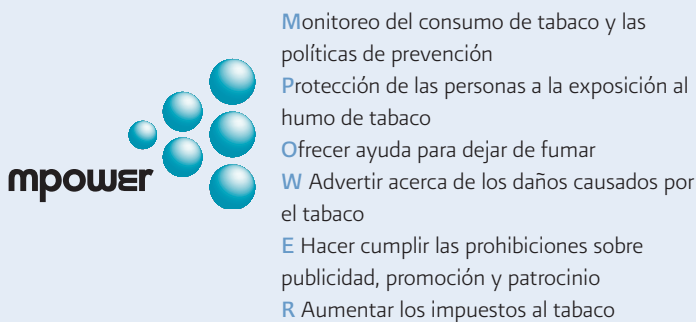 mpower
Monitoreo del consumo de tabaco y las
políticas de prevención
Protección de las personas a la exposición al
humo de tabaco
Ofrecer ayuda para dejar de fumar
W Advertir acerca de los daños causados por
el tabaco
E Hacer cumplir las prohibiciones sobre
publicidad, promoción y patrocinio
R Aumentar los impuestos al tabaco